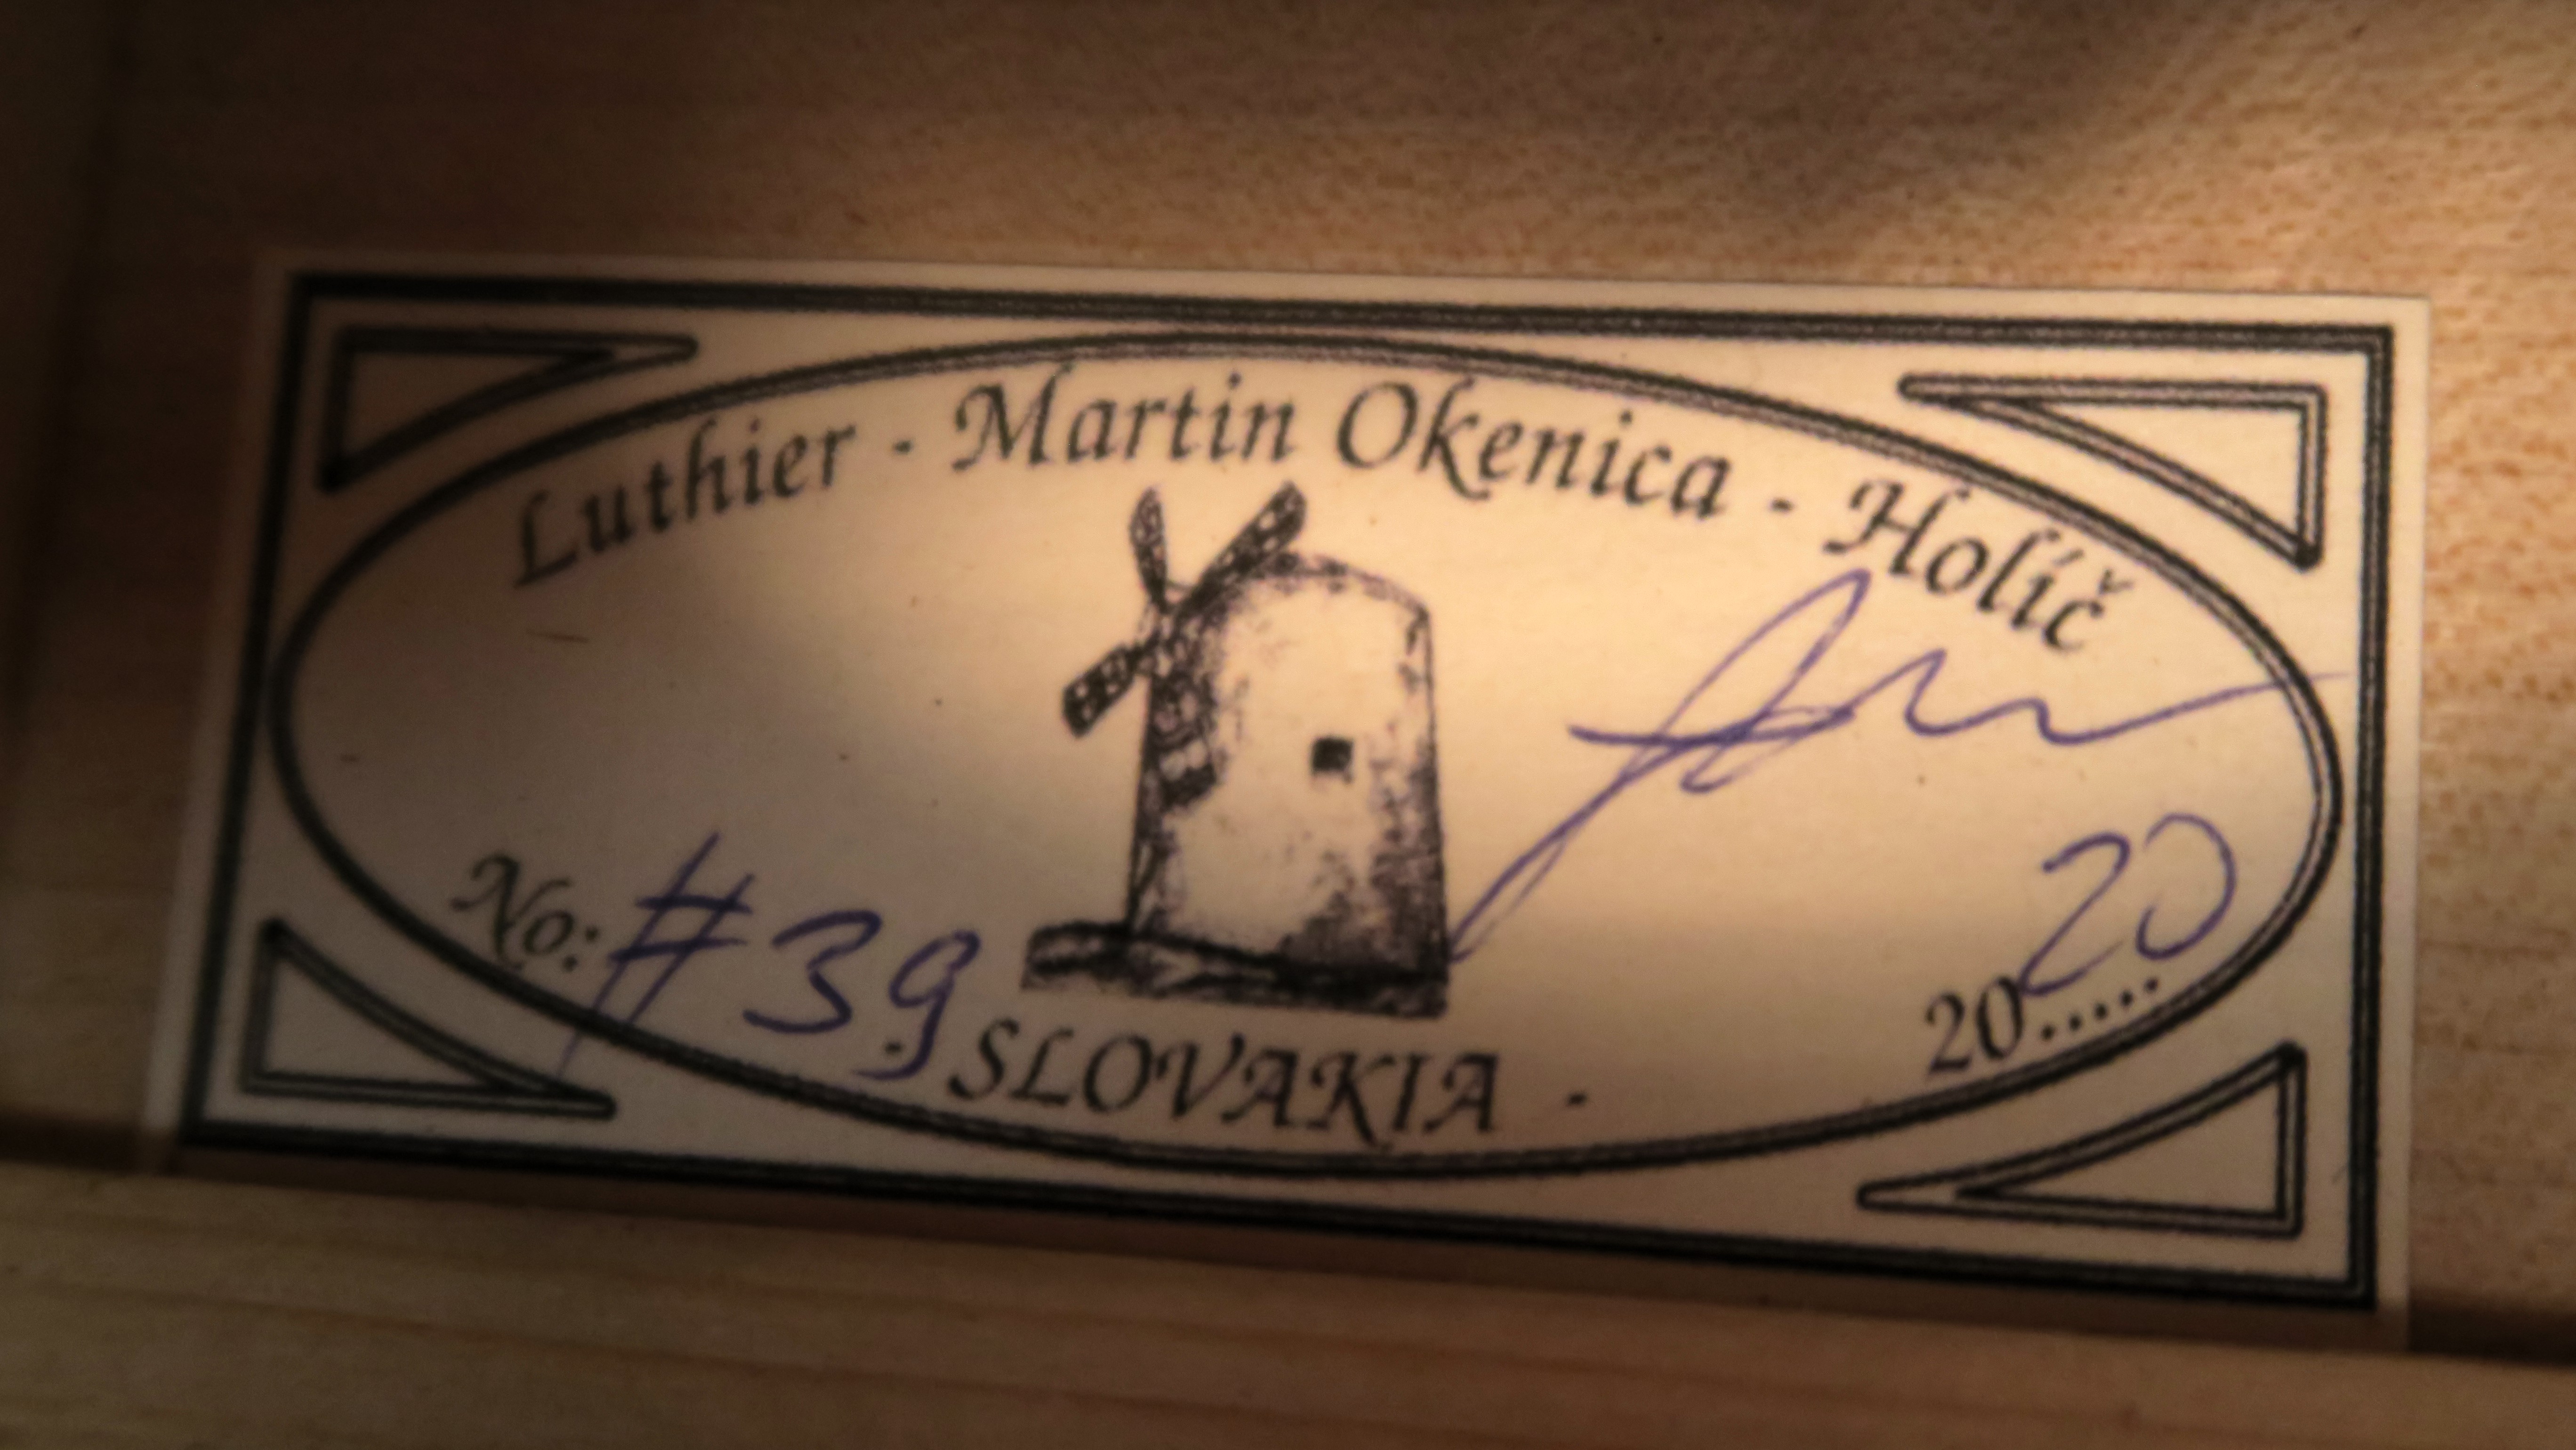 Luthier - Martin Okenica - Holíč
No: #39
2020.....
- SLOVAKIA -